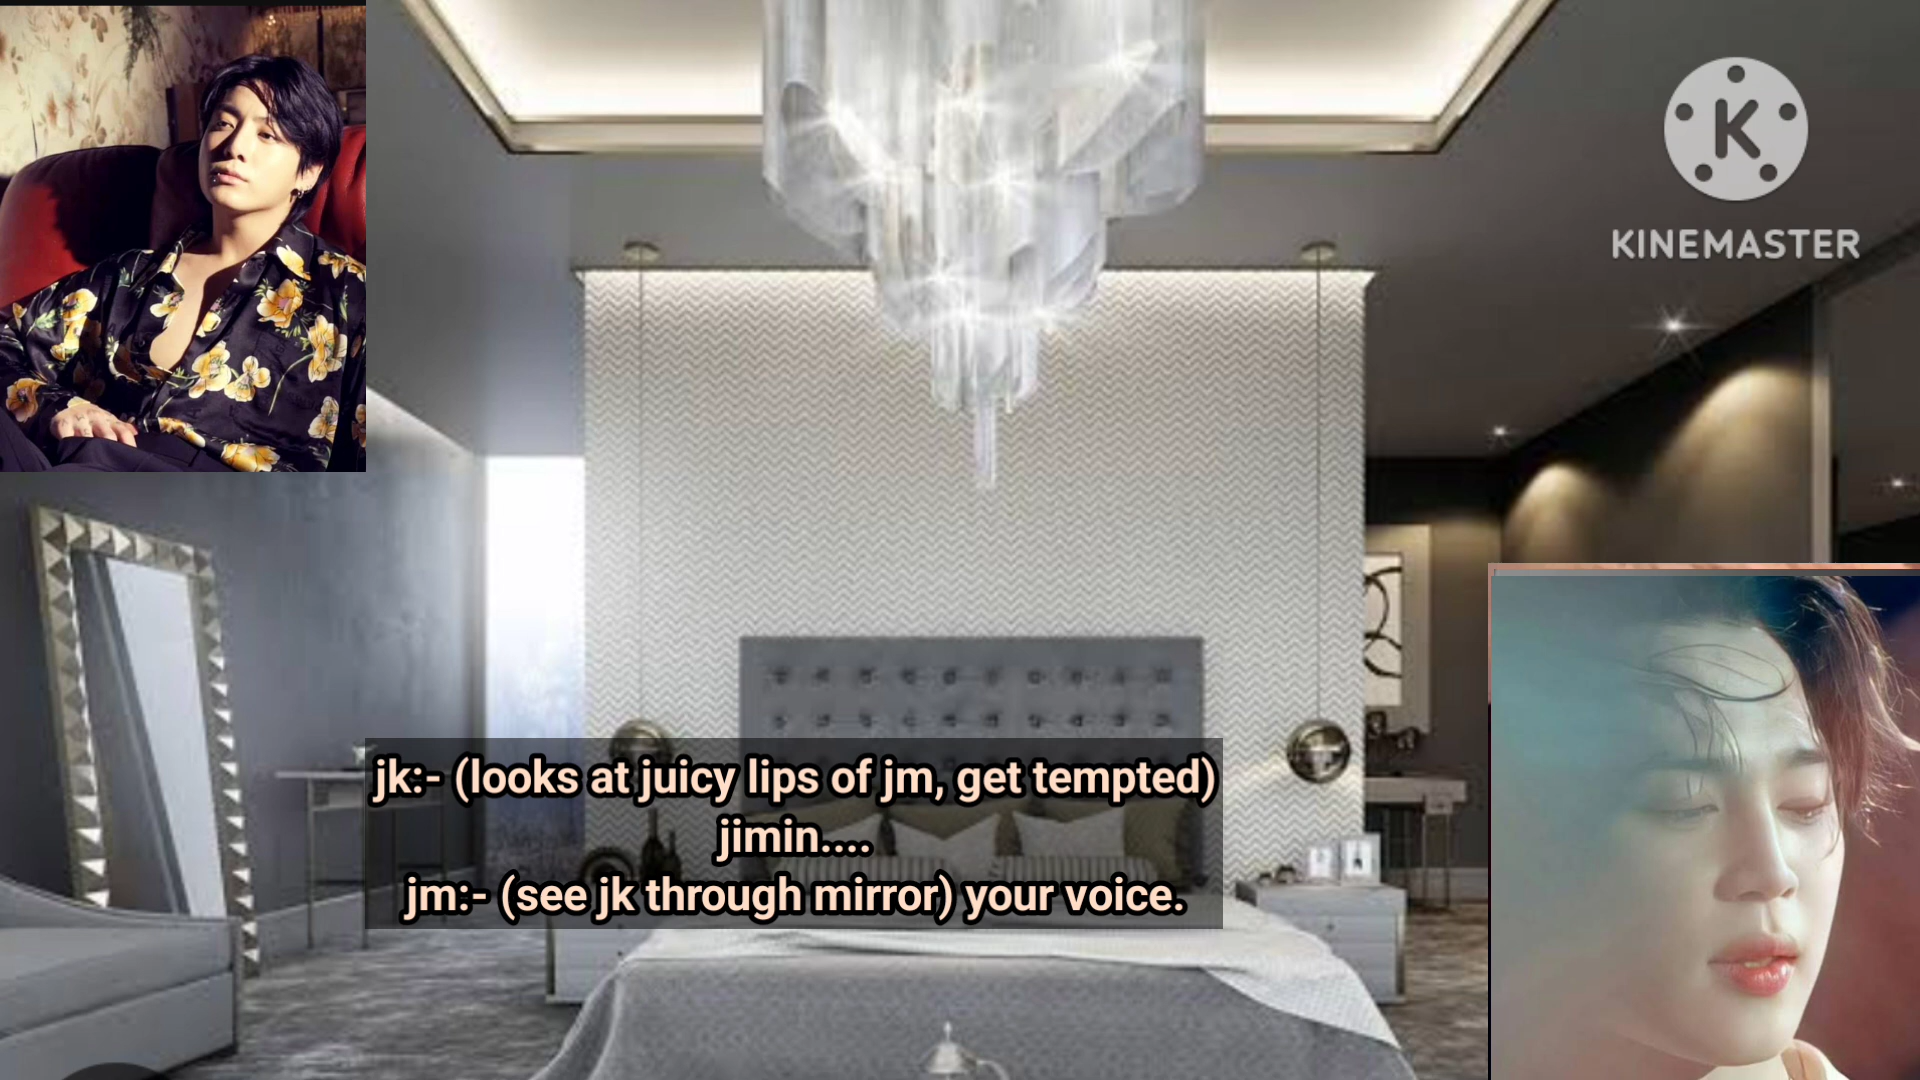 KINEMASTER
jk:- (looks at juicy lips of jm, get tempted)
jimin....
jm:- (see jk through mirror) your voice.